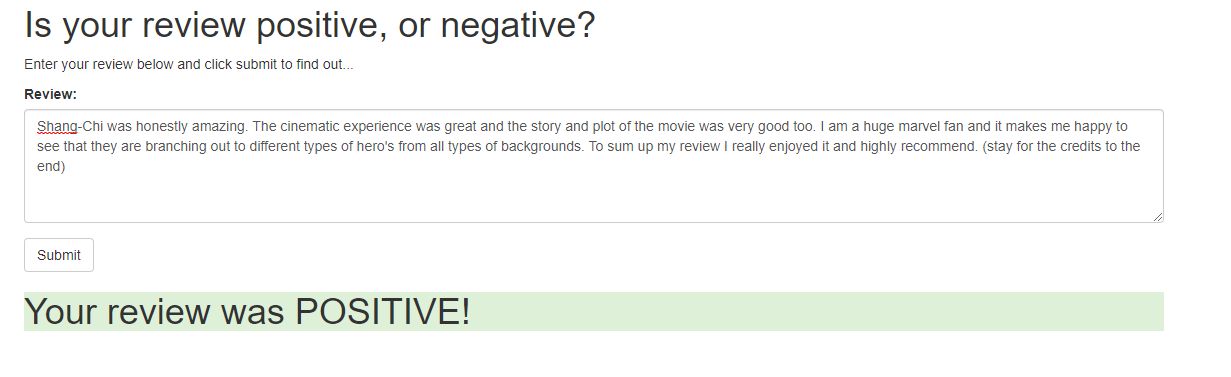 Is your review positive, or negative?
Enter your review below and click submit to find out...
Review:
Shang-Chi was honestly amazing. The cinematic experience was great and the story and plot of the movie was very good too. I am a huge marvel fan and it makes me happy to
see that they are branching out to different types of hero's from all types of backgrounds. To sum up my review I really enjoyed it and highly recommend. (stay for the credits to the
end)
Submit
Your review was POSITIVE!